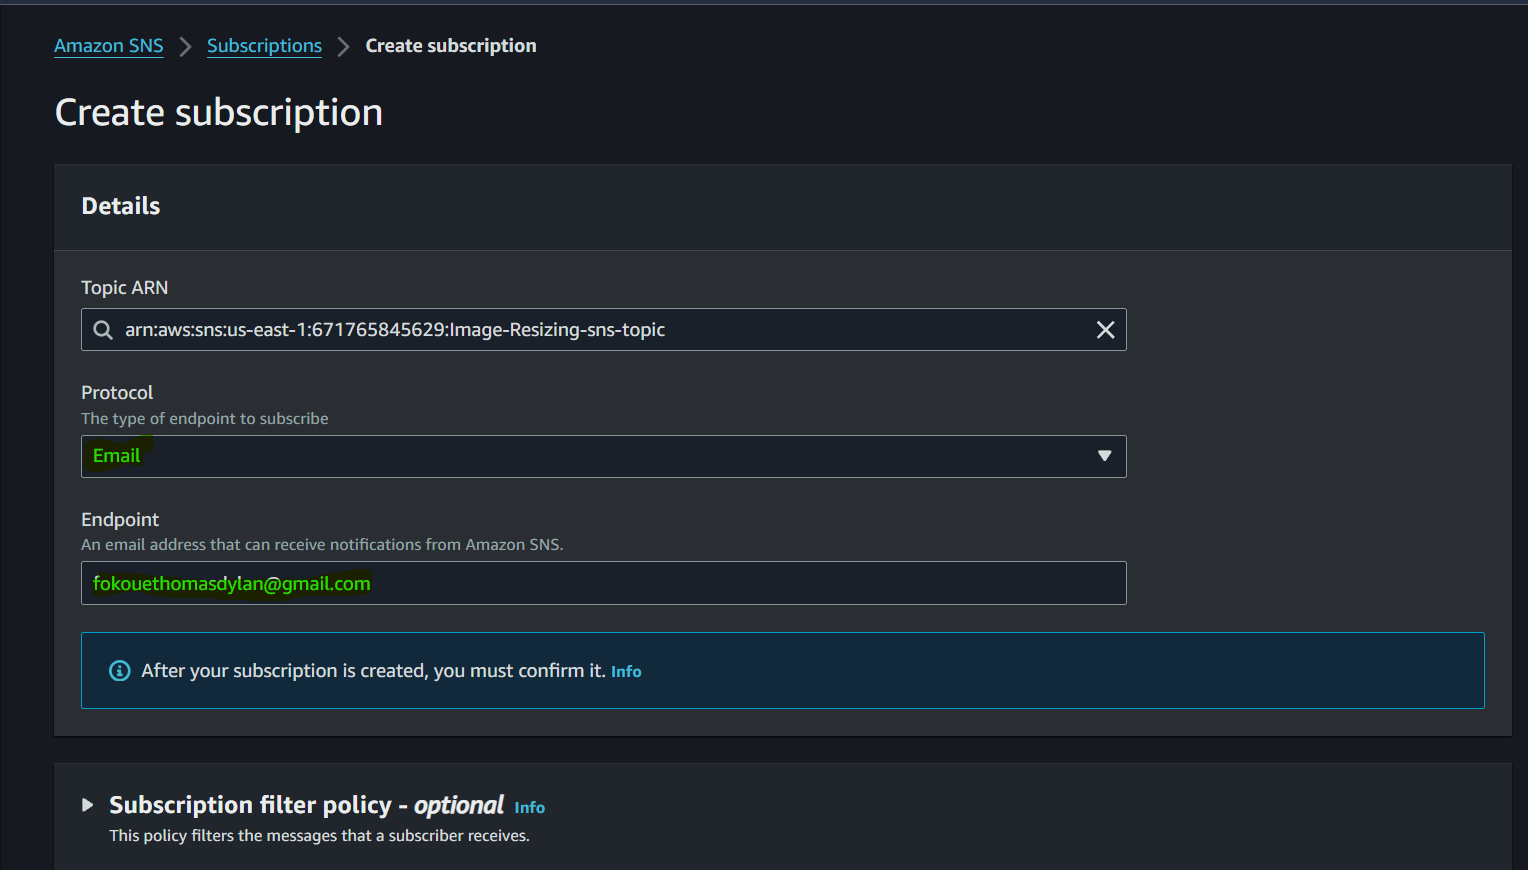 Amazon SNS > Subscriptions > Create subscription
Create subscription
Details
Topic ARN
arn:aws:sns:us-east-1:671765845629:Image-Resizing-sns-topic
Protocol
The type of endpoint to subscribe
Email
Endpoint
An email address that can receive notifications from Amazon SNS.
fokouethomasdylan@gmail.com
After your subscription is created, you must confirm it. Info
Subscription filter policy - optional Info
This policy filters the messages that a subscriber receives.